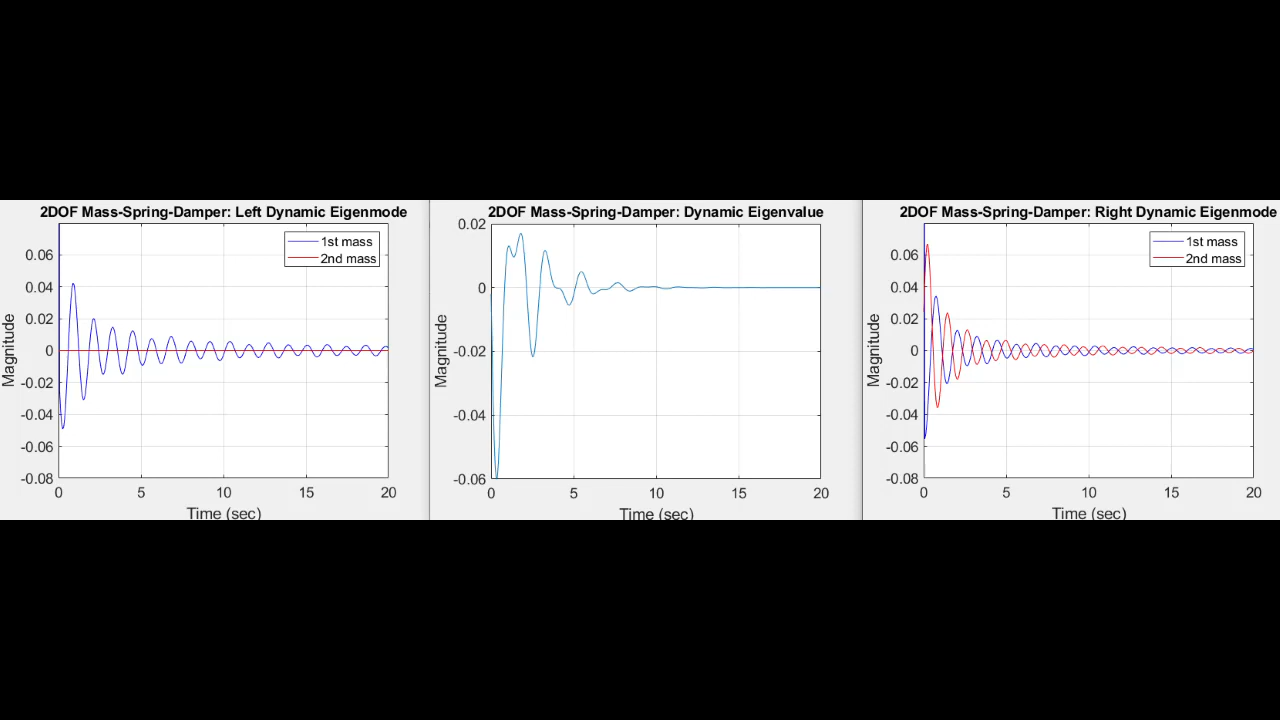 2DOF Mass-Spring-Damper: Left Dynamic Eigenmode
1st mass
2nd mass
Magnitude
0.06
0.04
0.02
0
-0.02
-0.04
-0.06
-0.08
0 5 10 15 20
Time (sec)
2DOF Mass-Spring-Damper: Dynamic Eigenvalue
Magnitude
0.02
0
-0.02
-0.04
-0.06
0 5 10 15 20
Time (sec)
2DOF Mass-Spring-Damper: Right Dynamic Eigenmode
1st mass
2nd mass
Magnitude
0.06
0.04
0.02
0
-0.02
-0.04
-0.06
-0.08
0 5 10 15 20
Time (sec)